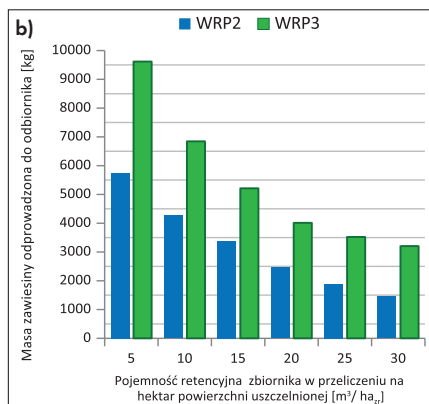 b)
WRP2 WRP3
Masa zawiesiny odprowadzona do odbiornika [kg]
10000
9000
8000
7000
6000
5000
4000
3000
2000
1000
0
5 10 15 20 25 30
Pojemność retencyjna zbiornika w przeliczeniu na
hektar powierzchni uszczelnionej [m³/ ha_zr]